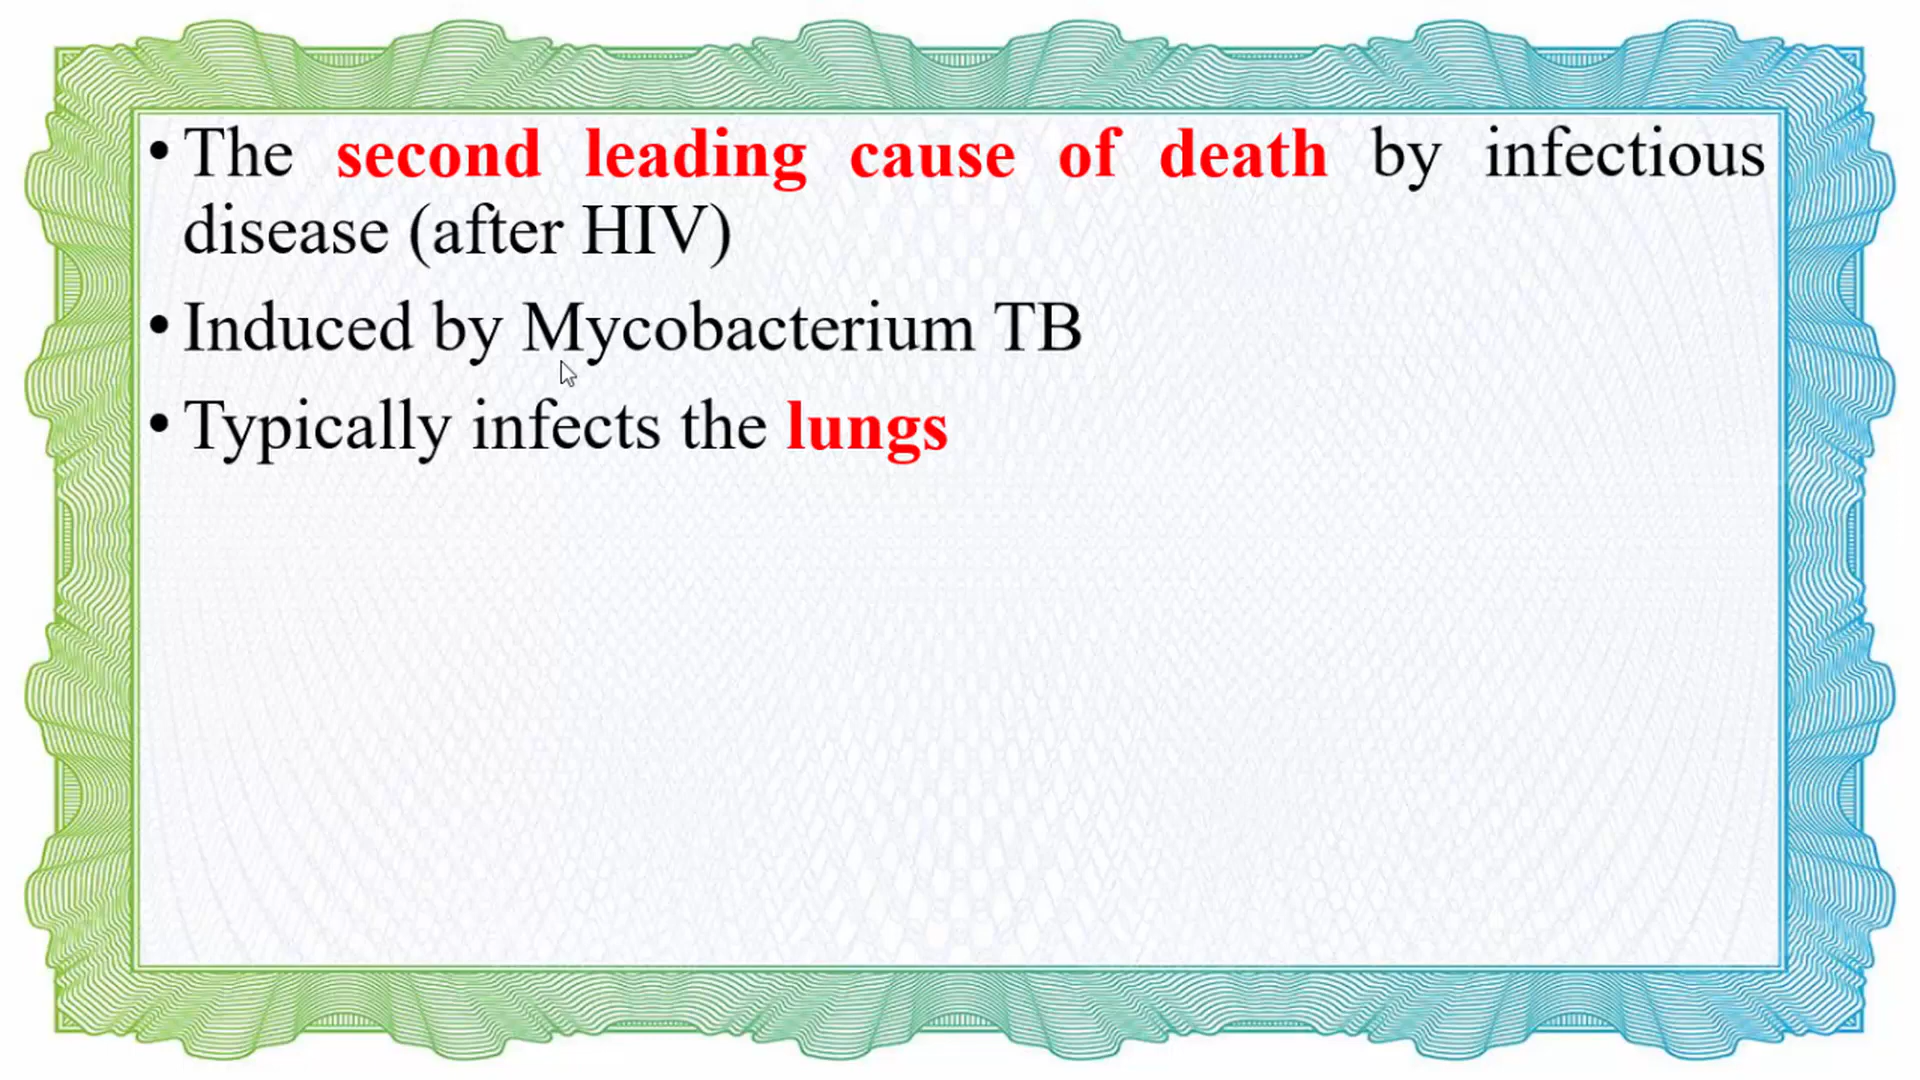 • The second leading cause of death by infectious
disease (after HIV)
• Induced by Mycobacterium TB
• Typically infects the lungs